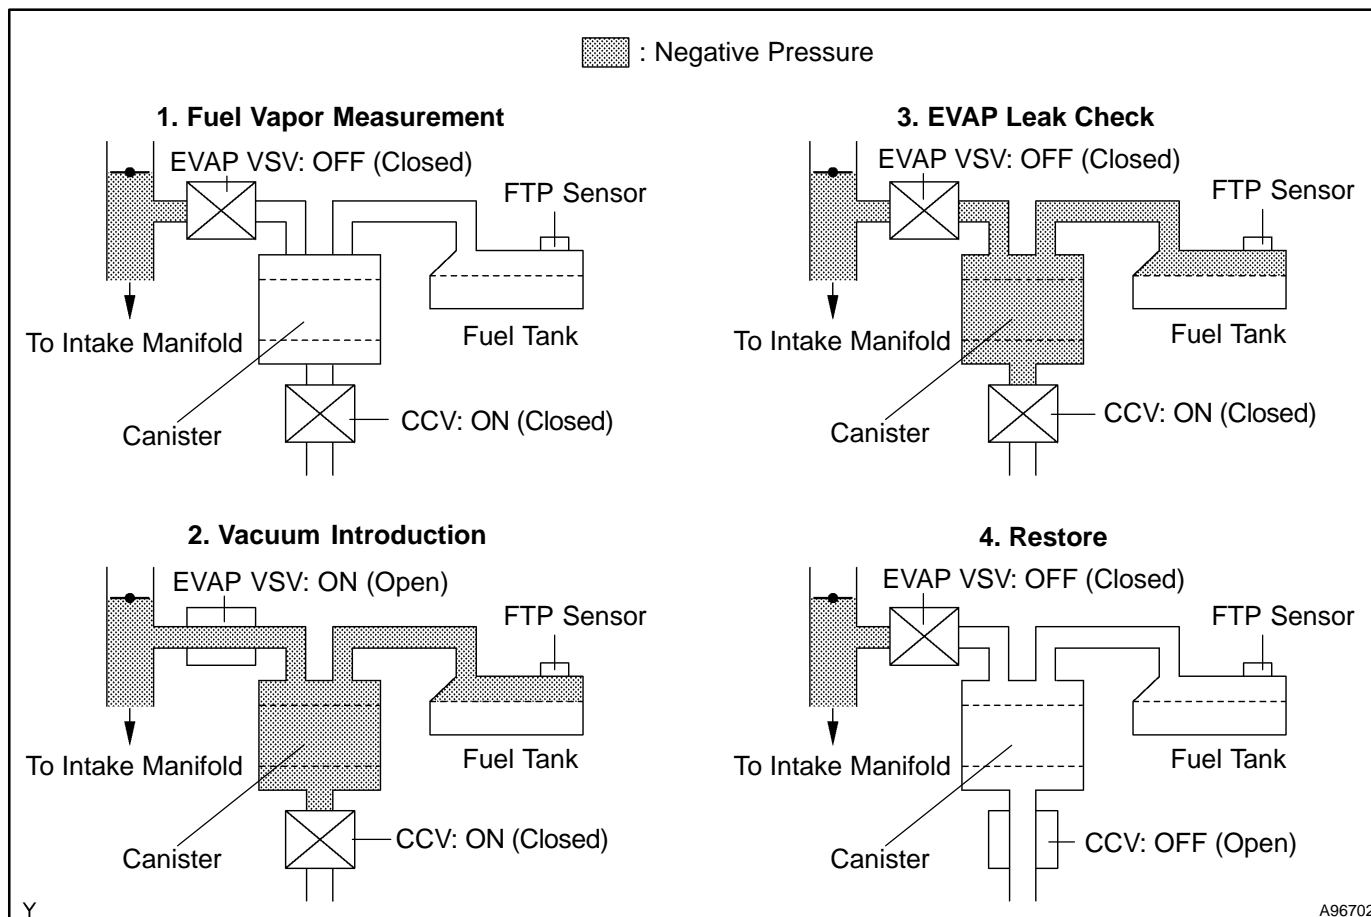 : Negative Pressure
1. Fuel Vapor Measurement
EVAP VSV: OFF (Closed)
FTP Sensor
To Intake Manifold
Fuel Tank
Canister
CCV: ON (Closed)
2. Vacuum Introduction
EVAP VSV: ON (Open)
FTP Sensor
To Intake Manifold
Fuel Tank
Canister
CCV: ON (Closed)
3. EVAP Leak Check
EVAP VSV: OFF (Closed)
FTP Sensor
To Intake Manifold
Fuel Tank
Canister
CCV: ON (Closed)
4. Restore
EVAP VSV: OFF (Closed)
FTP Sensor
To Intake Manifold
Fuel Tank
Canister
CCV: OFF (Open)
Y
A96702